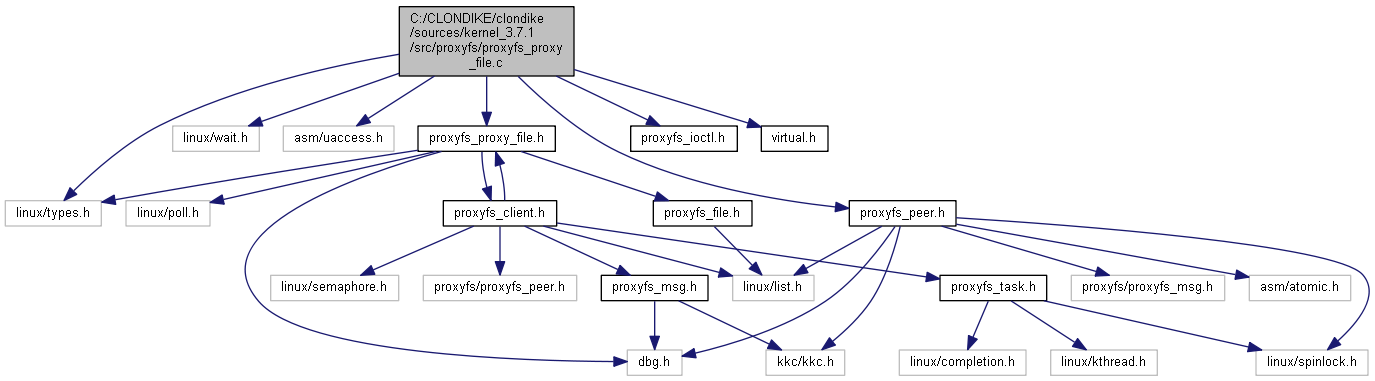 C:/CLONDIKE/clondike
/sources/kernel_3.7.1
/src/proxyfs/proxyfs_proxy
_file.c
linux/wait.h
asm/uaccess.h
proxyfs_proxy_file.h
proxyfs_ioctl.h
virtual.h
linux/types.h
linux/poll.h
proxyfs_client.h
proxyfs_file.h
proxyfs_peer.h
linux/semaphore.h
proxyfs/proxyfs_peer.h
proxyfs_msg.h
linux/list.h
proxyfs_task.h
proxyfs/proxyfs_msg.h
asm/atomic.h
dbg.h
kkc/kkc.h
linux/completion.h
linux/kthread.h
linux/spinlock.h